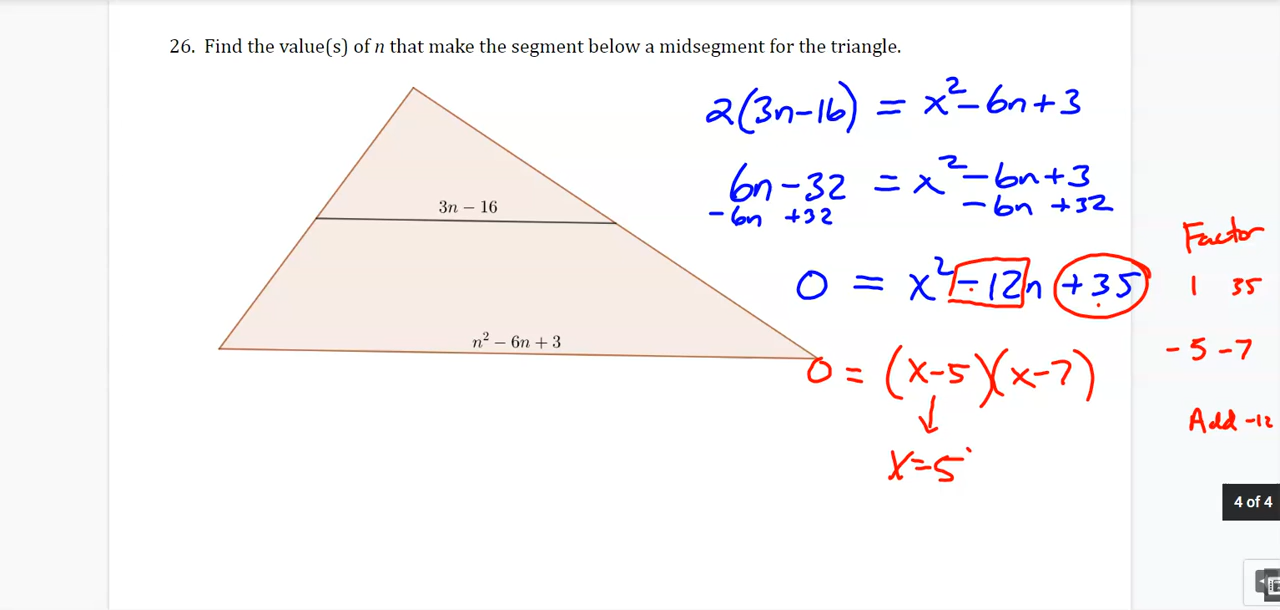 26. Find the value(s) of n that make the segment below a midsegment for the triangle.
2(3n-16) = x² - 6n + 3
6n - 32 = x² - 6n + 3
-6n +32 - 6n +32
3n − 16
Factor
0 = x² - 12n + 35
1 35
n² − 6n + 3
-5 -7
0 = (x-5)(x-7)
Add -12
x=5
4 of 4